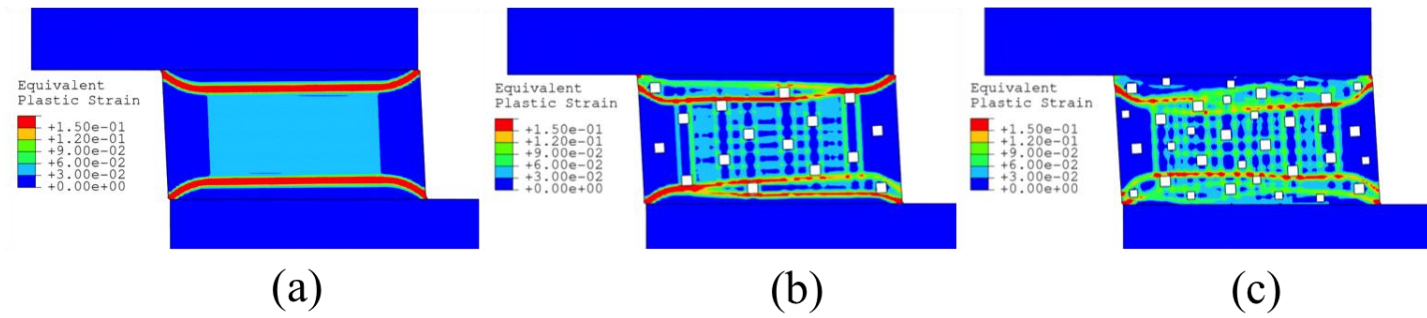 Equivalent
Plastic Strain
+1.50e-01
+1.20e-01
+9.00e-02
+6.00e-02
+3.00e-02
+0.00e+00
(a)
Equivalent
Plastic Strain
+1.50e-01
+1.20e-01
+9.00e-02
+6.00e-02
+3.00e-02
+0.00e+00
(b)
Equivalent
Plastic Strain
+1.50e-01
+1.20e-01
+9.00e-02
+6.00e-02
+3.00e-02
+0.00e+00
(c)